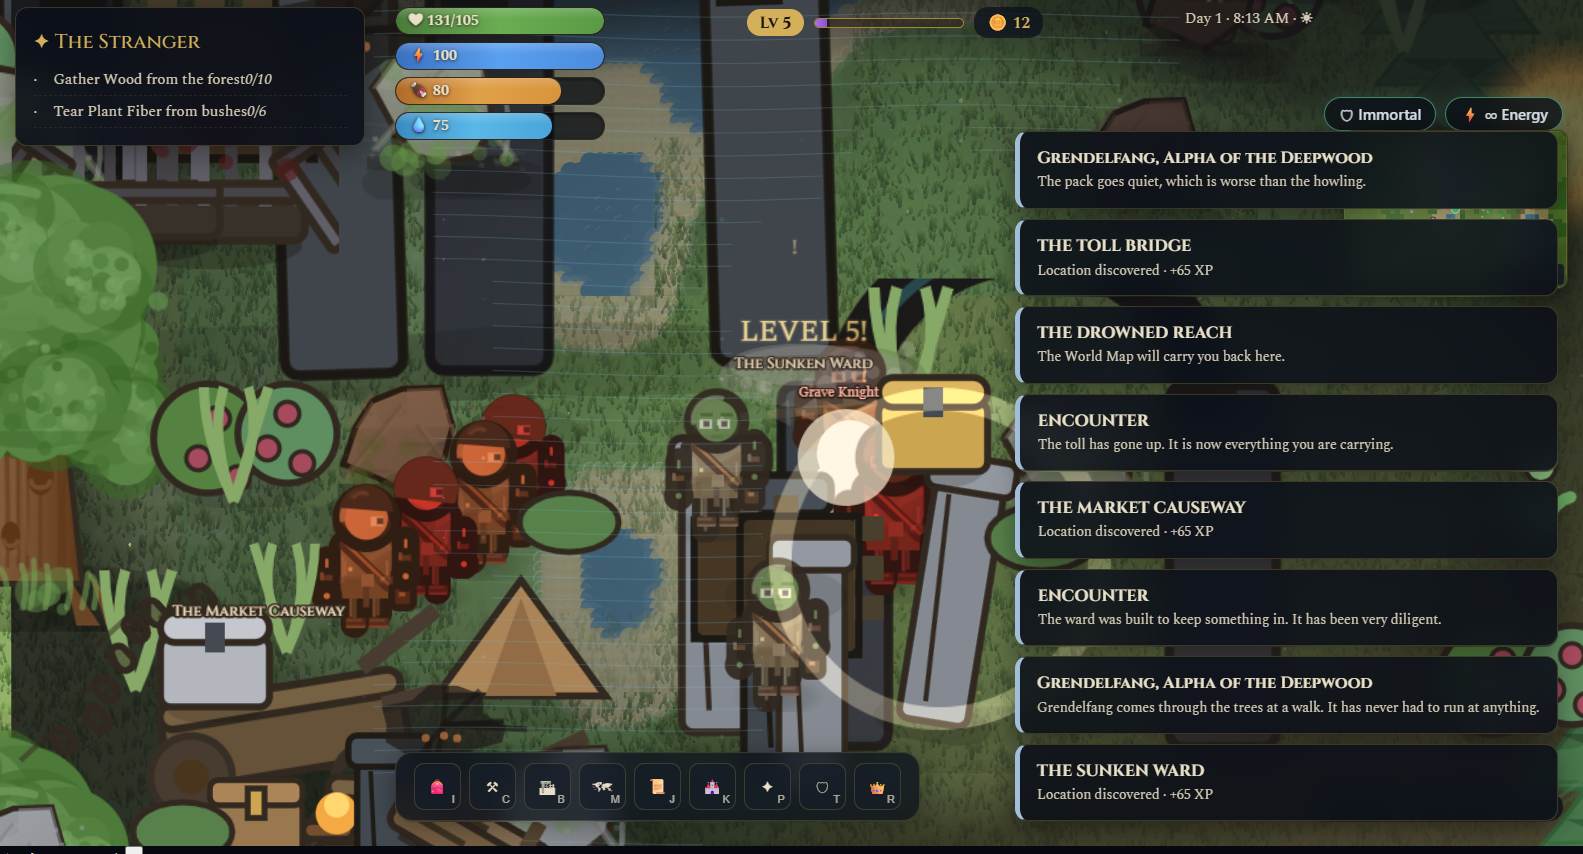 ✦ THE STRANGER
· Gather Wood from the forest0/10
· Tear Plant Fiber from bushes0/6
131/105
100
80
75
LV 5
12
Day 1 · 8:13 AM ·
Immortal
∞ Energy
GRENDELFANG, ALPHA OF THE DEEPWOOD
The pack goes quiet, which is worse than the howling.
THE TOLL BRIDGE
Location discovered · +65 XP
THE DROWNED REACH
The World Map will carry you back here.
ENCOUNTER
The toll has gone up. It is now everything you are carrying.
THE MARKET CAUSEWAY
Location discovered · +65 XP
ENCOUNTER
The ward was built to keep something in. It has been very diligent.
GRENDELFANG, ALPHA OF THE DEEPWOOD
Grendelfang comes through the trees at a walk. It has never had to run at anything.
THE SUNKEN WARD
Location discovered · +65 XP
!
LEVEL 5!
THE SUNKEN WARD
Grave Knight
THE MARKET CAUSEWAY
I
C
B
M
J
K
P
T
R